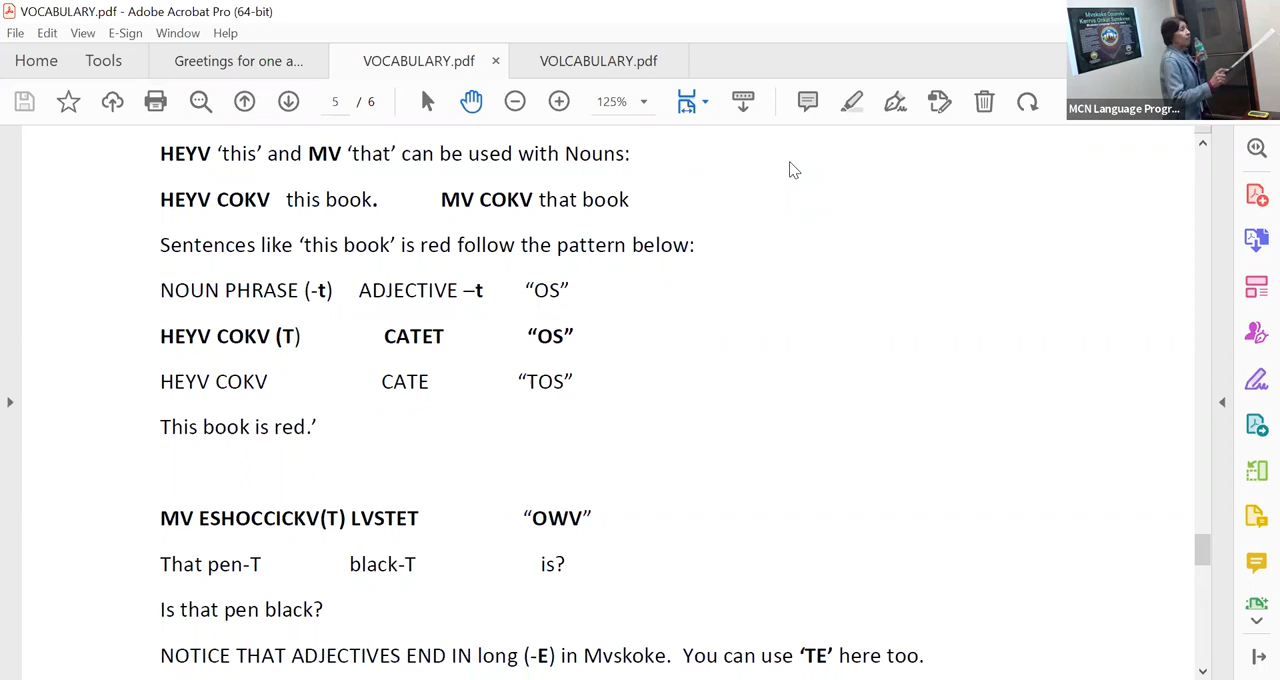 VOCABULARY.pdf - Adobe Acrobat Pro (64-bit)
File Edit View E-Sign Window Help
Home Tools Greetings for one a... VOCABULARY.pdf × VOLCABULARY.pdf
5 / 6 125%
MCN Language Progr...
HEYV ‘this’ and MV ‘that’ can be used with Nouns:
HEYV COKV this book. MV COKV that book
Sentences like ‘this book’ is red follow the pattern below:
NOUN PHRASE (-t) ADJECTIVE –t “OS”
HEYV COKV (T) CATET “OS”
HEYV COKV CATE “TOS”
This book is red.’
MV ESHOCCICKV(T) LVSTET “OWV”
That pen-T black-T is?
Is that pen black?
NOTICE THAT ADJECTIVES END IN long (-E) in Mvskoke. You can use ‘TE’ here too.